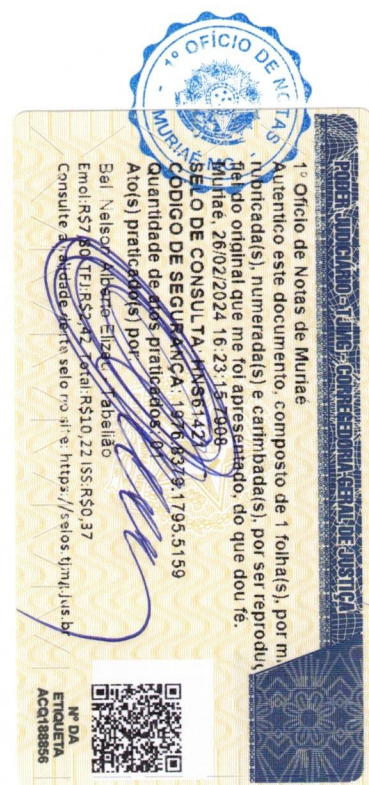 1º OFÍCIO DE NOTAS
MURIAÉ
PODER JUDICIÁRIO - TJMG - CORREGEDORIA GERAL DE JUSTIÇA
1º Ofício de Notas de Muriaé
Autentico este documento, composto de 1 folha(s), por mi
rubricada(s), numerada(s) e carimbada(s), por ser reproduç
fiel do original que me foi apresentado, do que dou fé.
Muriaé, 26/02/2024 16:23:15 7908
SELO DE CONSULTA: HNS61427
CÓDIGO DE SEGURANÇA: 1976.8379.1795.5159
Quantidade de atos praticados: 01
Ato(s) praticado(s) por:
Bel. Nelson Alberto Tabelião
Emol:R$7,80 TFJ:R$2,42 Total:R$10,22 ISS:R$0,37
Consulte a validade deste selo no site: https://selos.tjmg.jus.br
Nº DA
ETIQUETA
ACQ188856